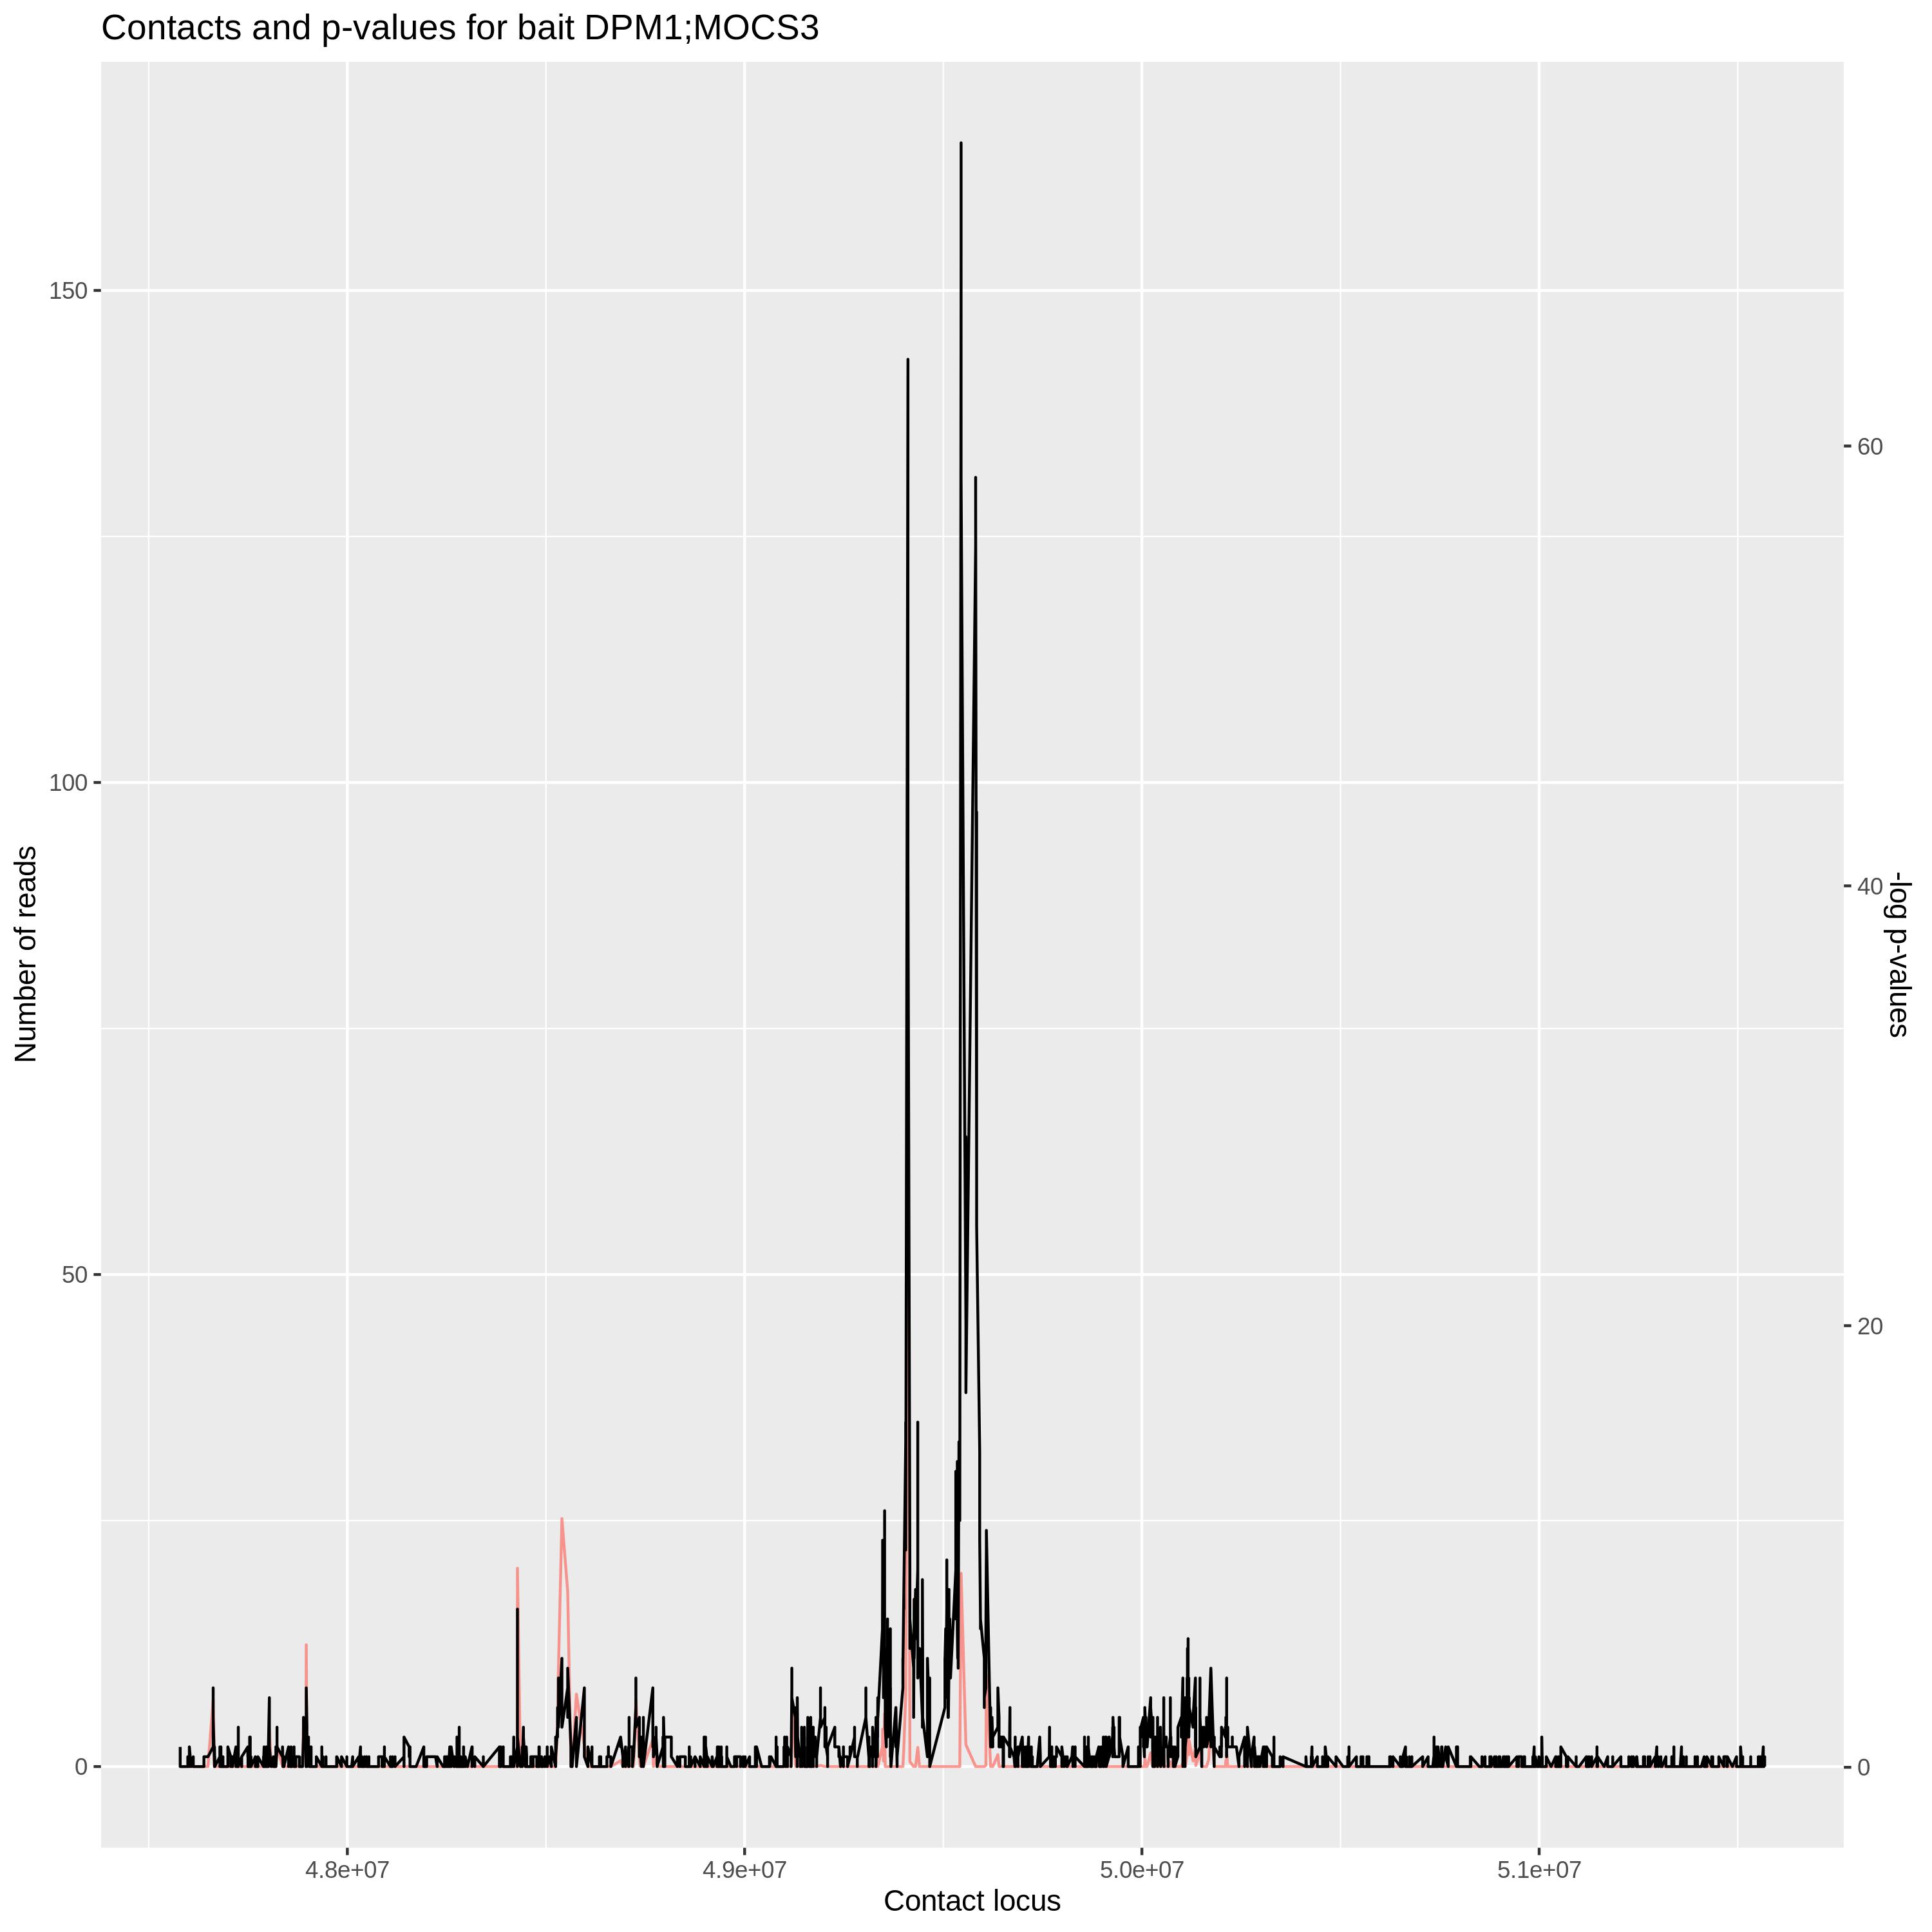 Contacts and p-values for bait DPM1;MOCS3
150
100
50
0
Number of reads
60
40
20
0
-log p-values
4.8e+07
4.9e+07
5.0e+07
5.1e+07
Contact locus